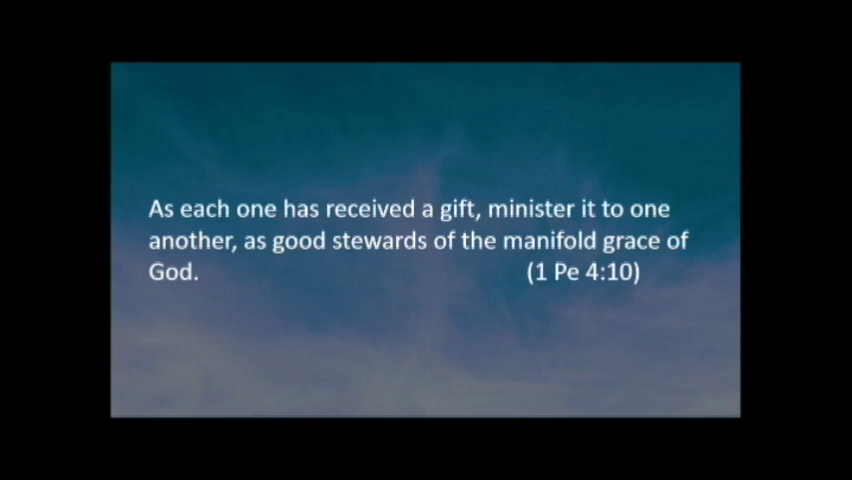 As each one has received a gift, minister it to one
another, as good stewards of the manifold grace of
God. (1 Pe 4:10)